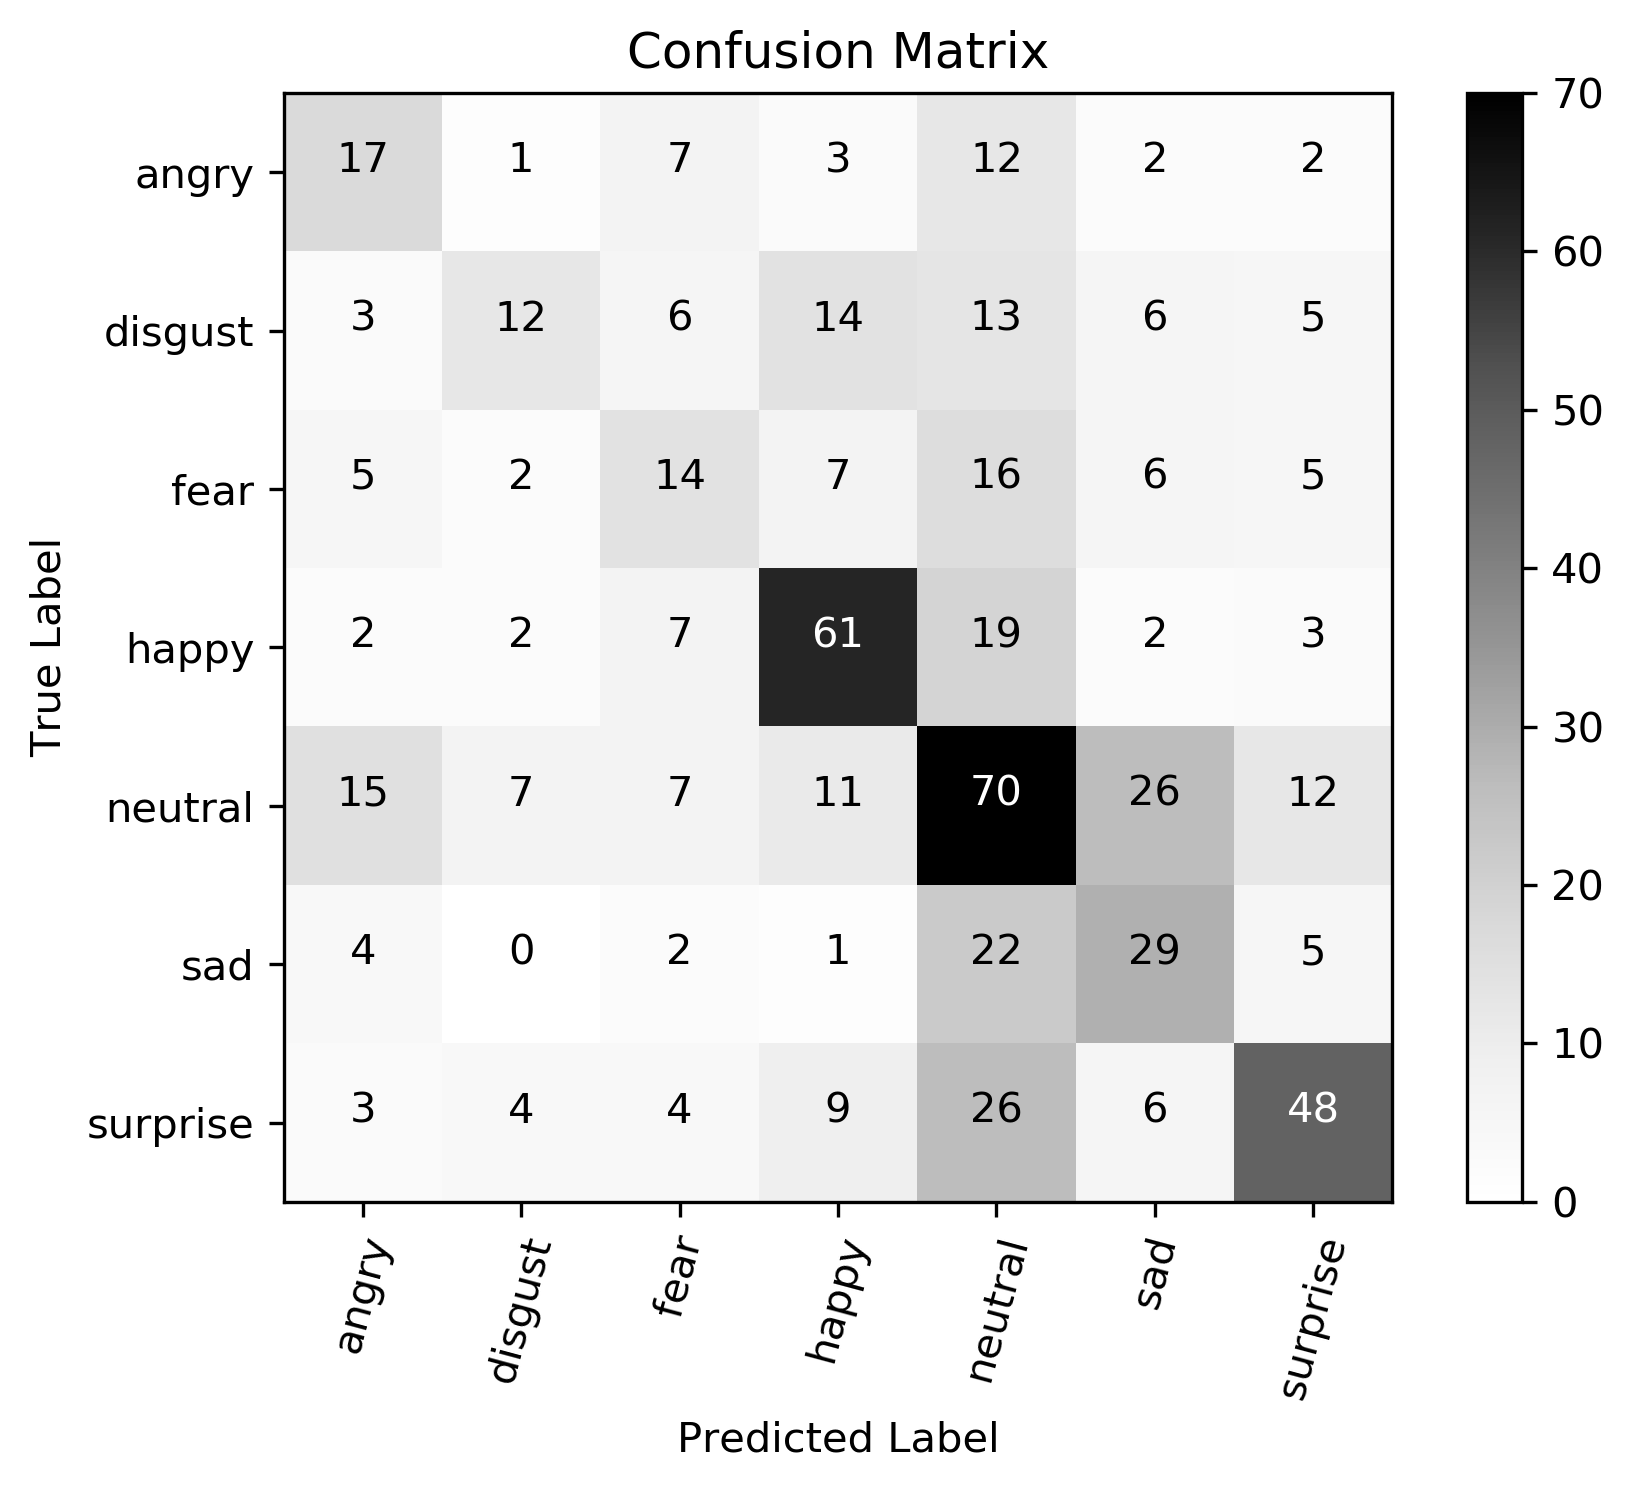 Confusion Matrix
angry 17 1 7 3 12 2 2
disgust 3 12 6 14 13 6 5
fear 5 2 14 7 16 6 5
happy 2 2 7 61 19 2 3
neutral 15 7 7 11 70 26 12
sad 4 0 2 1 22 29 5
surprise 3 4 4 9 26 6 48
True Label
angry disgust fear happy neutral sad surprise
Predicted Label
70
60
50
40
30
20
10
0